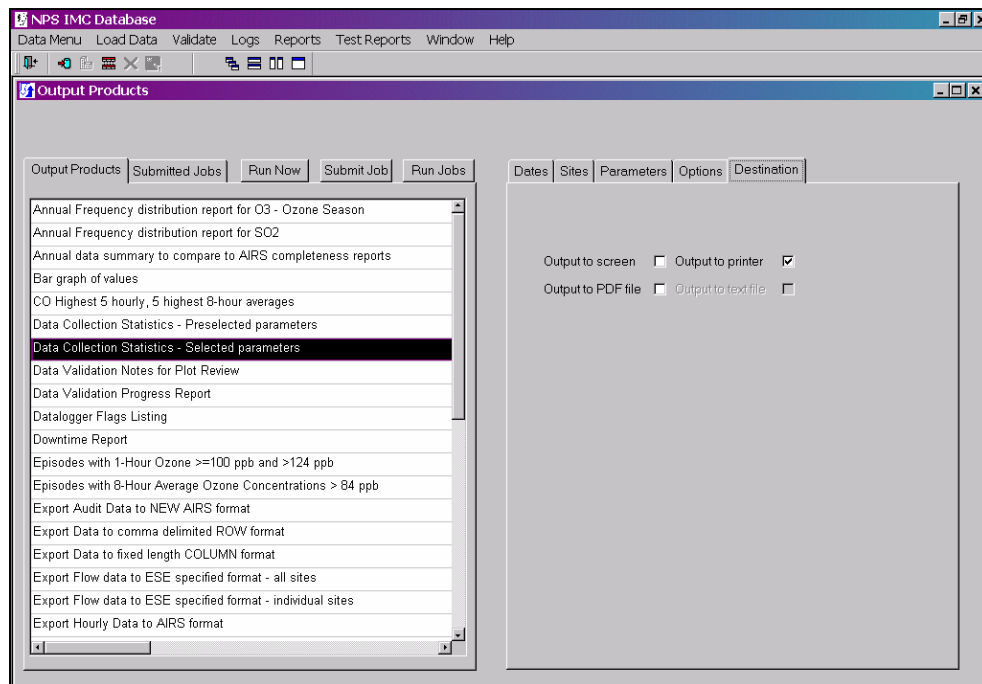 NPS IMC Database
Data Menu Load Data Validate Logs Reports Test Reports Window Help
Output Products
Output Products Submitted Jobs Run Now Submit Job Run Jobs
Dates Sites Parameters Options Destination
Annual Frequency distribution report for O3 - Ozone Season
Annual Frequency distribution report for SO2
Annual data summary to compare to AIRS completeness reports
Bar graph of values
CO Highest 5 hourly, 5 highest 8-hour averages
Data Collection Statistics - Preselected parameters
Data Collection Statistics - Selected parameters
Data Validation Notes for Plot Review
Data Validation Progress Report
Datalogger Flags Listing
Downtime Report
Episodes with 1-Hour Ozone >=100 ppb and >124 ppb
Episodes with 8-Hour Average Ozone Concentrations > 84 ppb
Export Audit Data to NEW AIRS format
Export Data to comma delimited ROW format
Export Data to fixed length COLUMN format
Export Flow data to ESE specified format - all sites
Export Flow data to ESE specified format - individual sites
Export Hourly Data to AIRS format
Output to screen Output to printer
Output to PDF file Output to text file